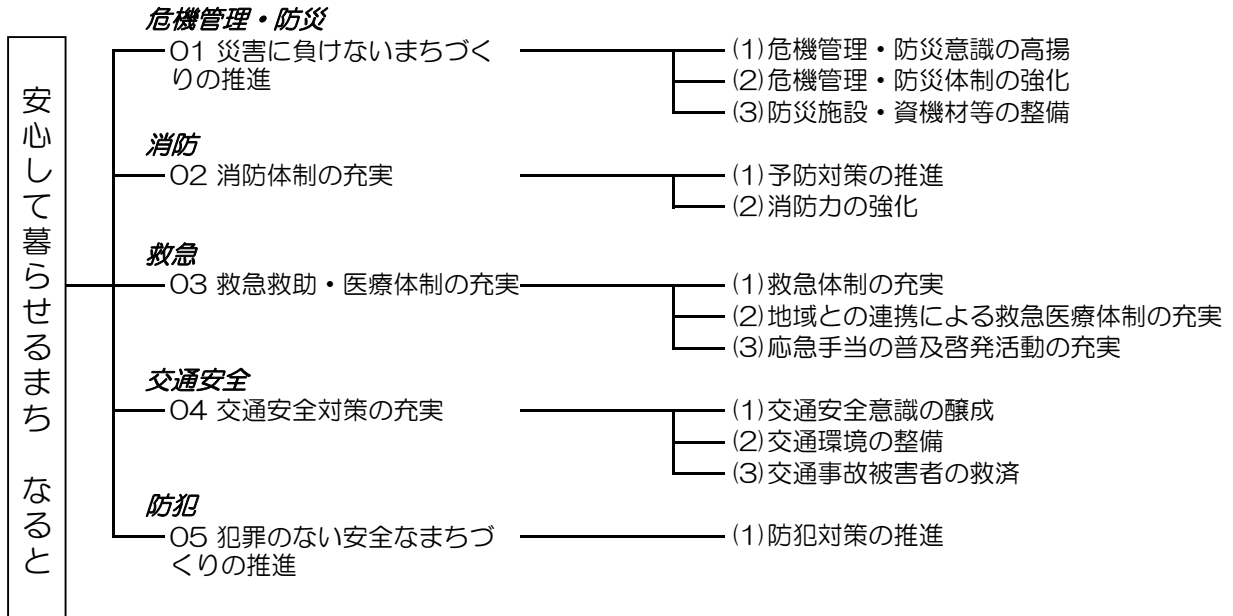 安心して暮らせるまち　なると
危機管理・防災
01 災害に負けないまちづく
りの推進
(1)危機管理・防災意識の高揚
(2)危機管理・防災体制の強化
(3)防災施設・資機材等の整備
消防
02 消防体制の充実
(1)予防対策の推進
(2)消防力の強化
救急
03 救急救助・医療体制の充実
(1)救急体制の充実
(2)地域との連携による救急医療体制の充実
(3)応急手当の普及啓発活動の充実
交通安全
04 交通安全対策の充実
(1)交通安全意識の醸成
(2)交通環境の整備
(3)交通事故被害者の救済
防犯
05 犯罪のない安全なまちづ
くりの推進
(1)防犯対策の推進